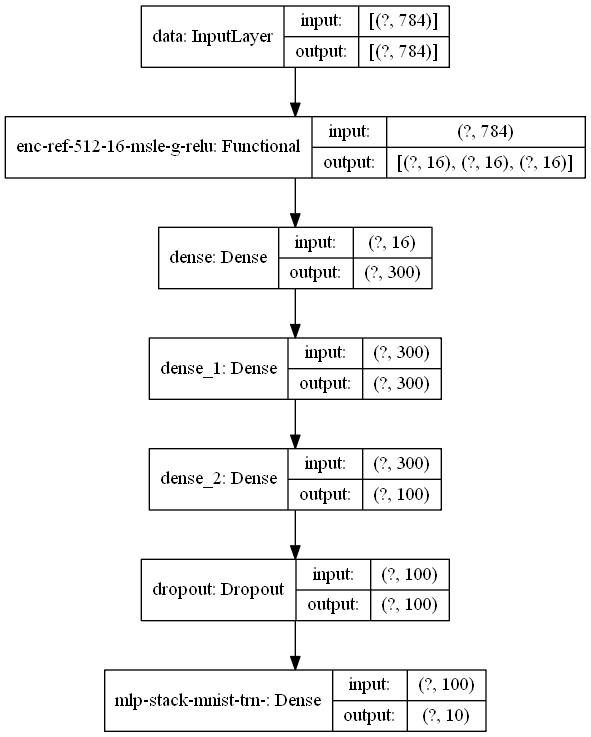 data: InputLayer
input: [(?, 784)]
output: [(?, 784)]
enc-ref-512-16-msle-g-relu: Functional
input: (?, 784)
output: [(?, 16), (?, 16), (?, 16)]
dense: Dense
input: (?, 16)
output: (?, 300)
dense_1: Dense
input: (?, 300)
output: (?, 300)
dense_2: Dense
input: (?, 300)
output: (?, 100)
dropout: Dropout
input: (?, 100)
output: (?, 100)
mlp-stack-mnist-trn-: Dense
input: (?, 100)
output: (?, 10)